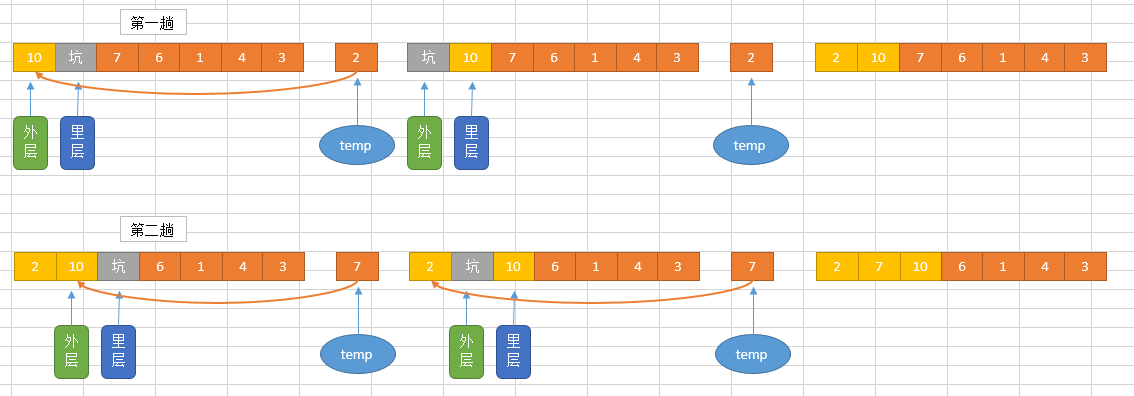 第一趟
10 坑 7 6 1 4 3 2 坑 10 7 6 1 4 3 2 2 10 7 6 1 4 3
外层 里层 temp 外层 里层 temp
第二趟
2 10 坑 6 1 4 3 7 2 坑 10 6 1 4 3 7 2 7 10 6 1 4 3
外层 里层 temp 外层 里层 temp